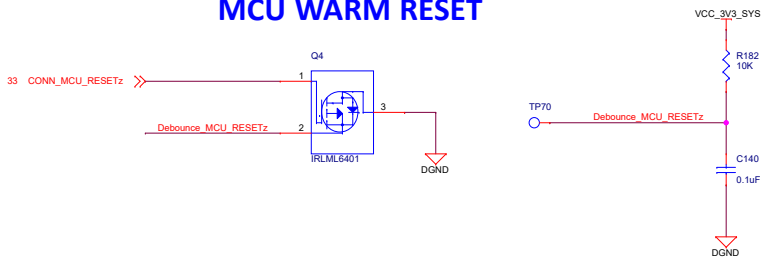 MCU WARM RESET
VCC_3V3_SYS
Q4
R182
10K
33 CONN_MCU_RESETz
1
3
TP70
Debounce_MCU_RESETz
Debounce_MCU_RESETz
2
IRLML6401
C140
0.1uF
DGND
DGND